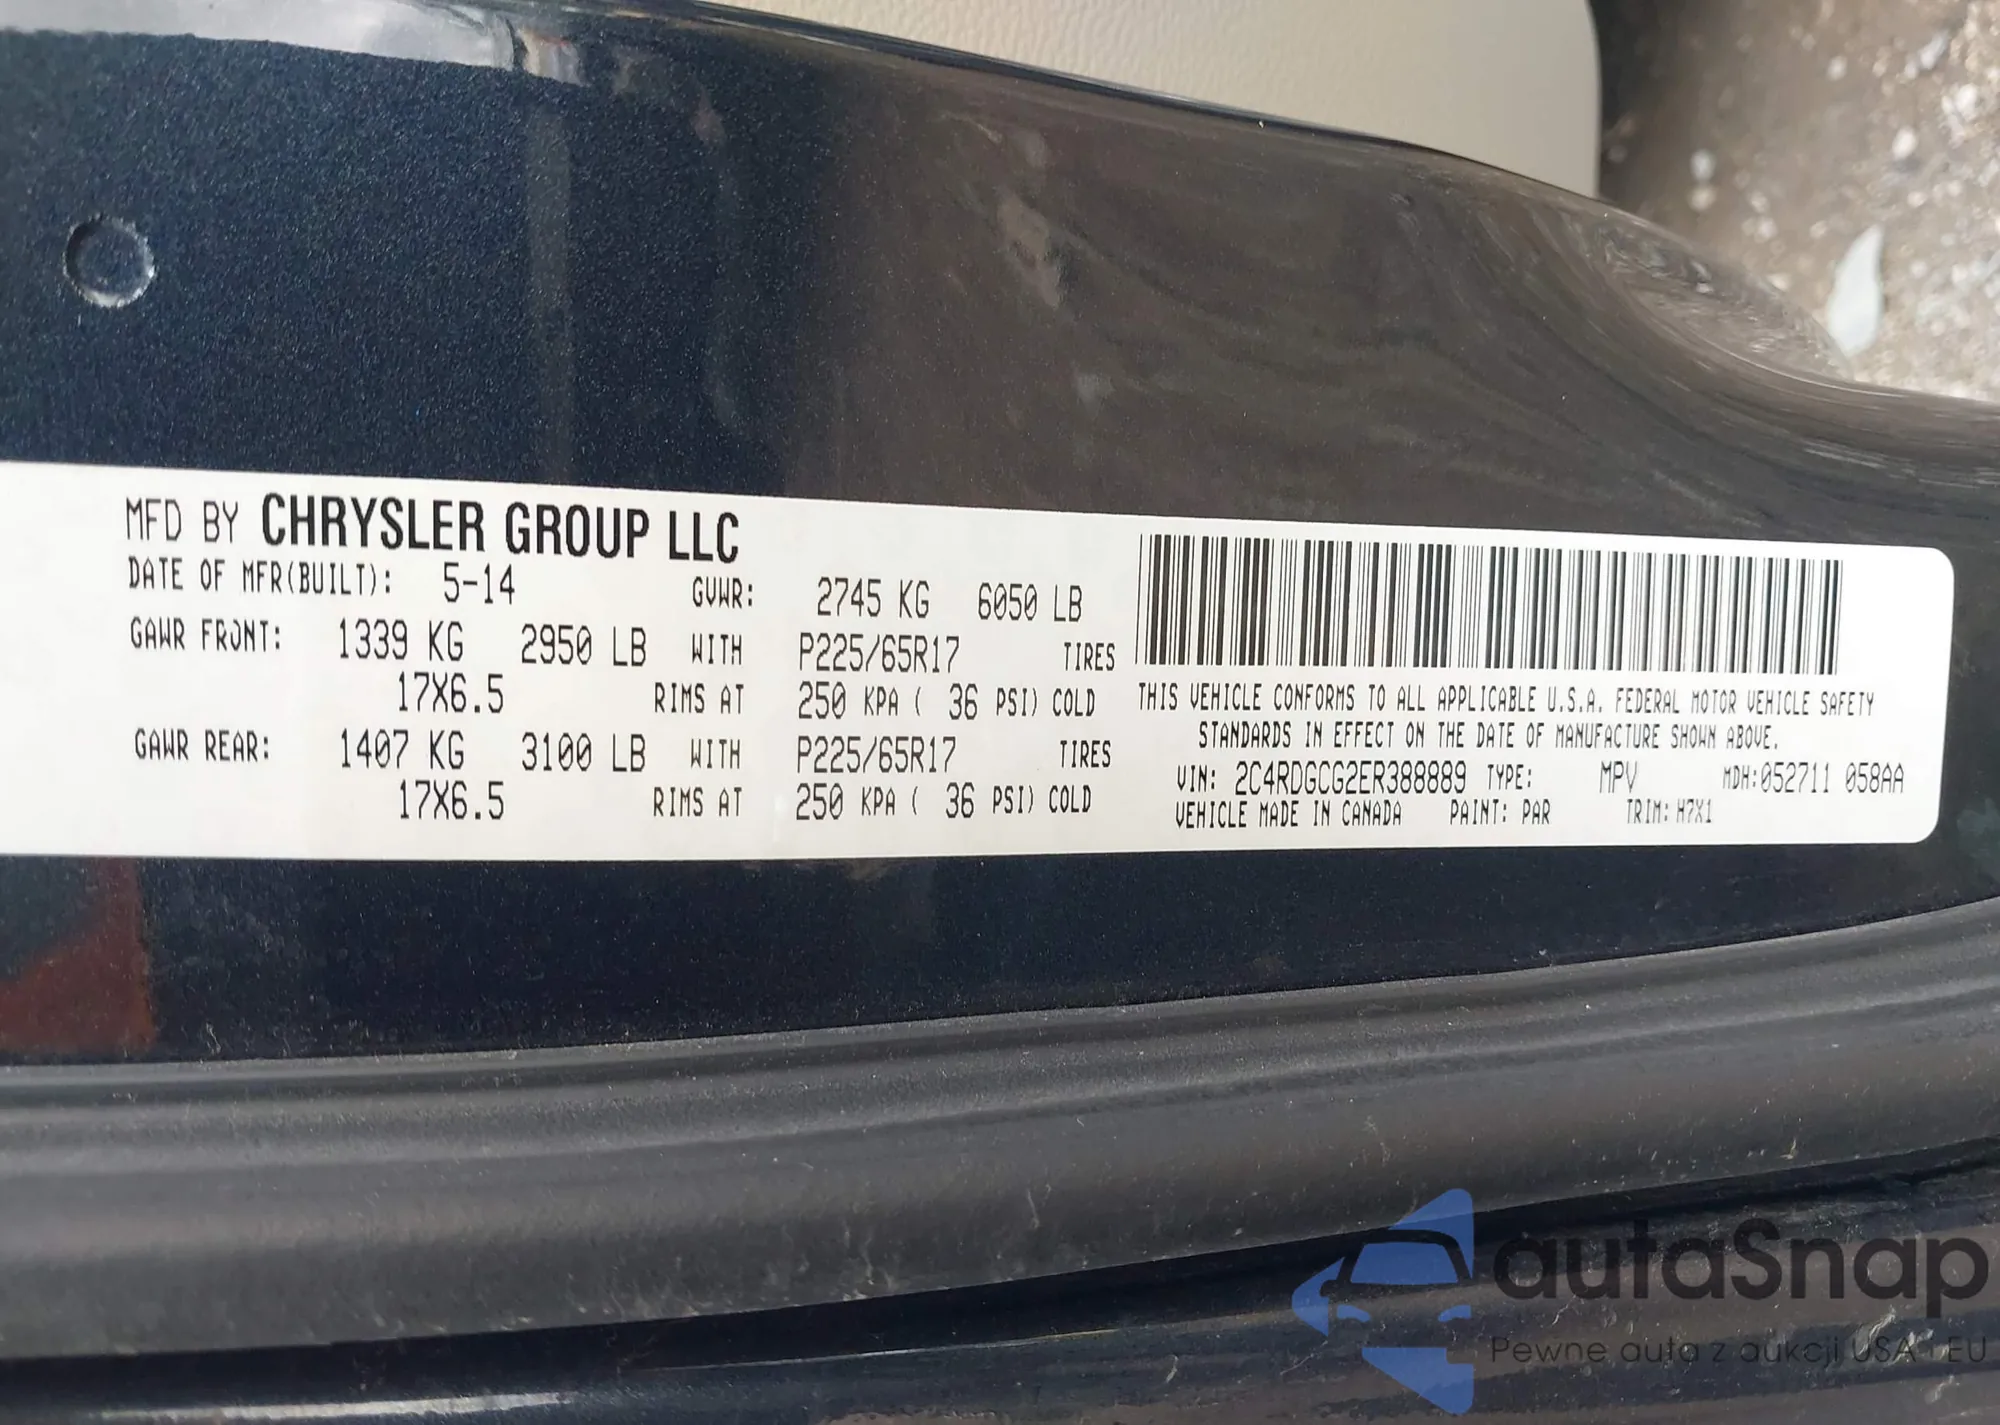 MFD BY CHRYSLER GROUP LLC
DATE OF MFR(BUILT): 5-14 GVWR: 2745 KG 6050 LB
GAWR FRONT: 1339 KG 2950 LB WITH P225/65R17 TIRES
17X6.5 RIMS AT 250 KPA ( 36 PSI) COLD
GAWR REAR: 1407 KG 3100 LB WITH P225/65R17 TIRES
17X6.5 RIMS AT 250 KPA ( 36 PSI) COLD
THIS VEHICLE CONFORMS TO ALL APPLICABLE U.S.A. FEDERAL MOTOR VEHICLE SAFETY
STANDARDS IN EFFECT ON THE DATE OF MANUFACTURE SHOWN ABOVE.
VIN: 2C4RDGCG2ER388889 TYPE: MPV MDH:052711 058AA
VEHICLE MADE IN CANADA PAINT: PAR TRIM: H7X1
autaSnap
Pewne auta z aukcji USA i EU